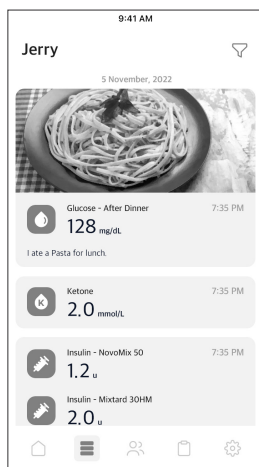 9:41 AM
Jerry
5 November, 2022
Glucose - After Dinner 7:35 PM
128 mg/dL
I ate a Pasta for lunch.
Ketone 7:35 PM
K 2.0 mmol/L
Insulin - NovoMix 50 7:35 PM
1.2 u
Insulin - Mixtard 30HM
2.0 u